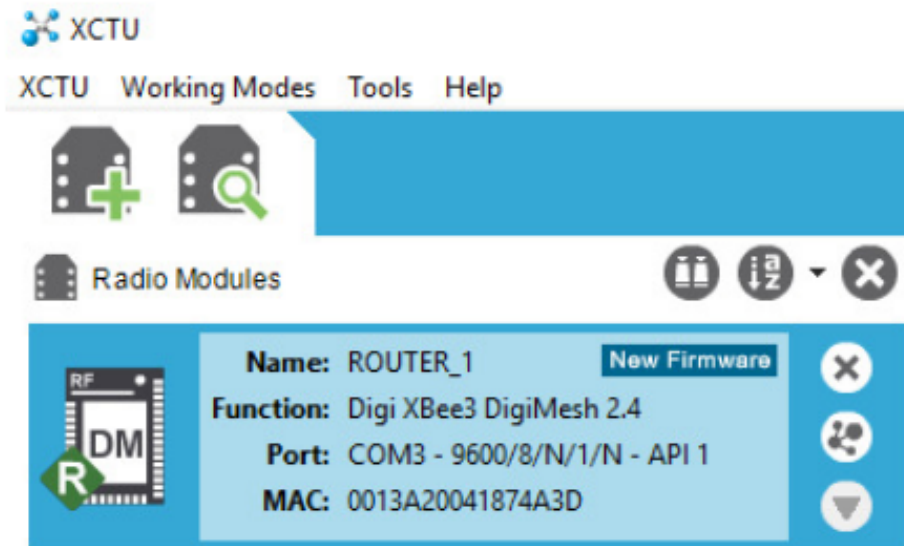 XCTU
XCTU Working Modes Tools Help
Radio Modules
Name: ROUTER_1 New Firmware
Function: Digi XBee3 DigiMesh 2.4
Port: COM3 - 9600/8/N/1/N - API 1
MAC: 0013A20041874A3D
RF
DM
R
a
z